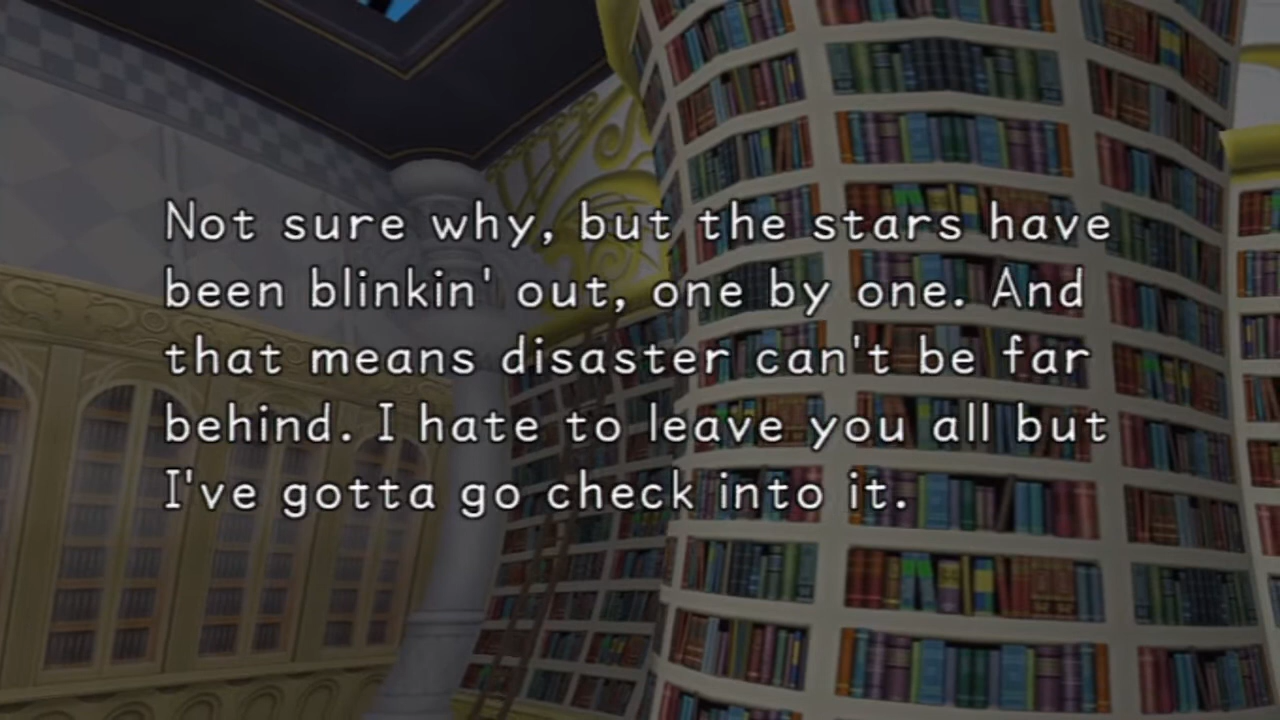 Not sure why, but the stars have
been blinkin' out, one by one. And
that means disaster can't be far
behind. I hate to leave you all but
I've gotta go check into it.